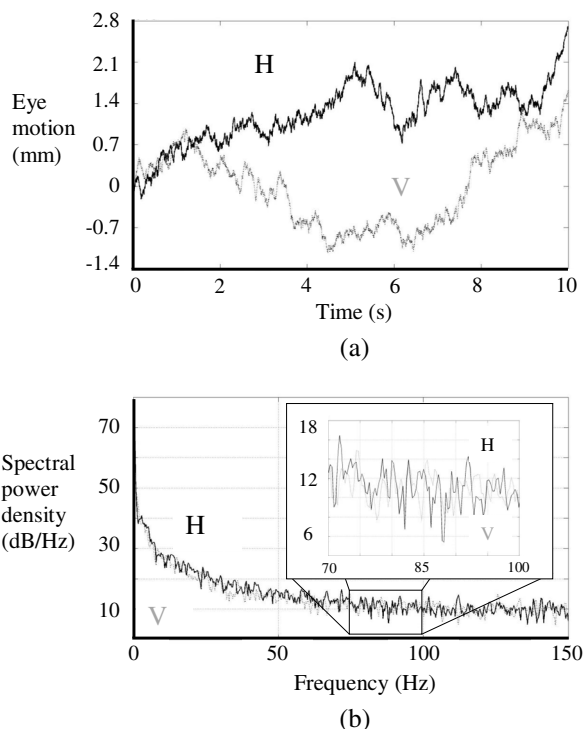 2.8
2.1
1.4
0.7
0
-0.7
-1.4
Eye
motion
(mm)
H
V
0 2 4 6 8 10
Time (s)
(a)
70
50
30
10
Spectral
power
density
(dB/Hz)
H
V
18
12
6
H
V
70 85 100
0 50 100 150
Frequency (Hz)
(b)